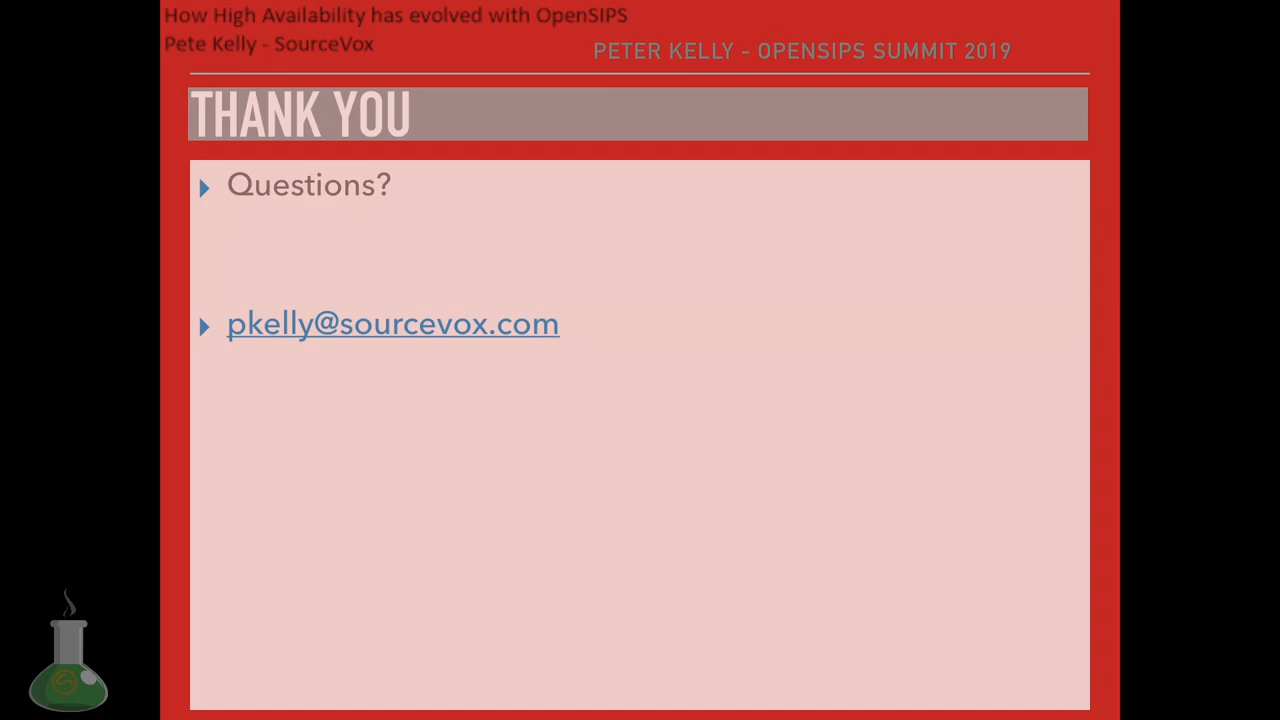 How High Availability has evolved with OpenSIPS
Pete Kelly - SourceVox
PETER KELLY - OPENSIPS SUMMIT 2019
THANK YOU
Questions?
pkelly@sourcevox.com